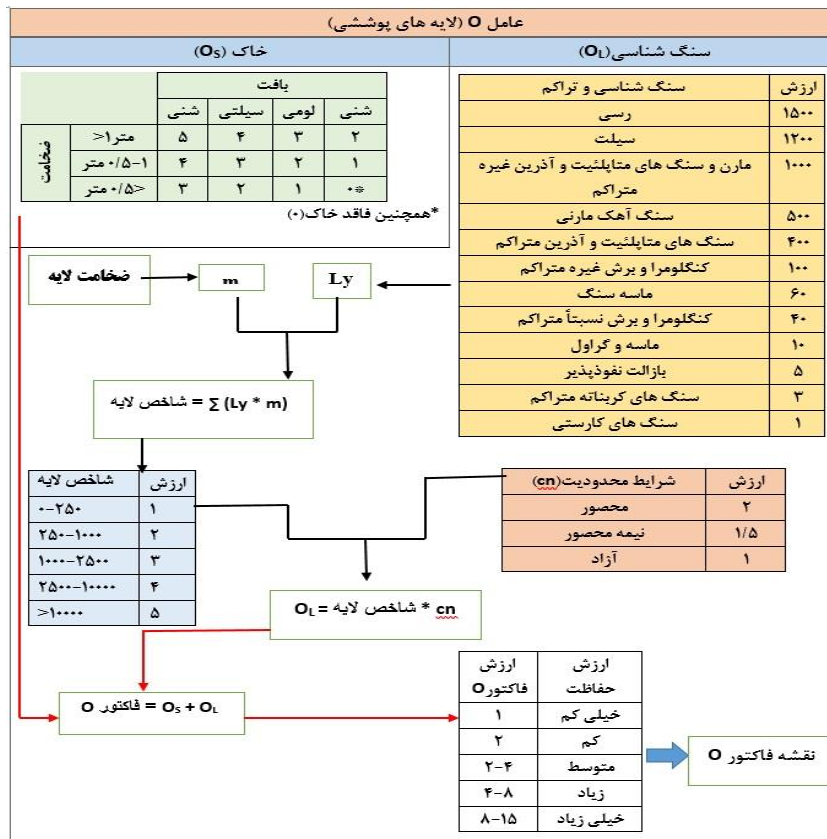 عامل O (لایه های پوششی)
سنگ شناسی(OL)
خاک (OS)
ارزش سنگ شناسی و تراکم
۱۵۰۰ رسی
۱۲۰۰ سیلت
۱۰۰۰ مارن و سنگ های متاپلئیت و آذرین غیره
متراکم
۵۰۰ سنگ آهک مارنی
۴۰۰ سنگ های متاپلئیت و آذرین متراکم
۱۰۰ کنگلومرا و برش غیره متراکم
۶۰ ماسه سنگ
۴۰ کنگلومرا و برش نسبتأ متراکم
۱۰ ماسه و گراول
۵ بازالت نفوذپذیر
۳ سنگ های کربناته متراکم
۱ سنگ های کارستی
بافت
شنی لومی سیلتی شنی
ضخامت
۲ ۳ ۴ ۵ متر۱<
۱ ۲ ۳ ۴ ۰/۵-۱ متر
۰* ۱ ۲ ۳ <۰/۵ متر
*همچنین فاقد خاک(۰)
ضخامت لایه
m
Ly
شاخص لایه = ∑ (Ly * m)
ارزش شاخص لایه
۱ ۰-۲۵۰
۲ ۲۵۰-۱۰۰۰
۳ ۱۰۰۰-۲۵۰۰
۴ ۲۵۰۰-۱۰۰۰۰
۵ >۱۰۰۰۰
ارزش شرایط محدودیت(cn)
۲ محصور
۱/۵ نیمه محصور
۱ آزاد
OL = شاخص لایه * cn
فاکتور O = OS + OL
ارزش حفاظت
ارزش فاکتورO
خیلی کم ۱
کم ۲
متوسط ۲-۴
زیاد ۴-۸
خیلی زیاد ۸-۱۵
نقشه فاکتور O